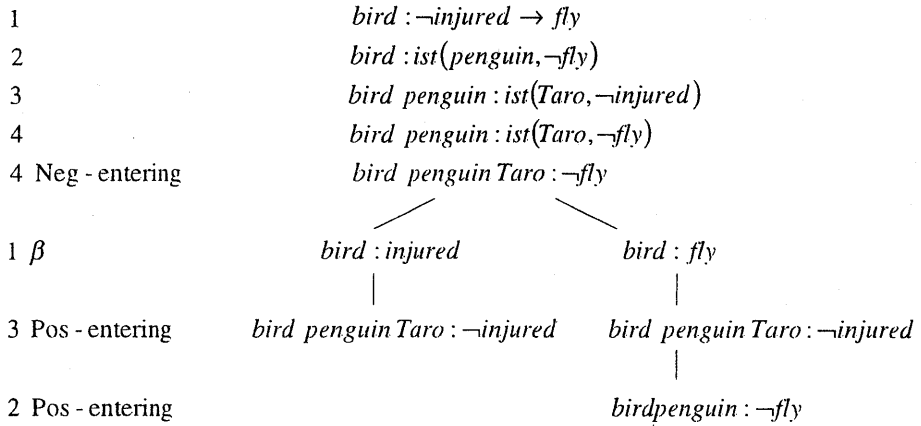 1 bird : ¬injured → fly
2 bird : ist(penguin, ¬fly)
3 bird penguin : ist(Taro, ¬injured)
4 bird penguin : ist(Taro, ¬fly)
4 Neg - entering bird penguin Taro : ¬fly
1 β bird : injured bird : fly
3 Pos - entering bird penguin Taro : ¬injured bird penguin Taro : ¬injured
2 Pos - entering birdpenguin : ¬fly